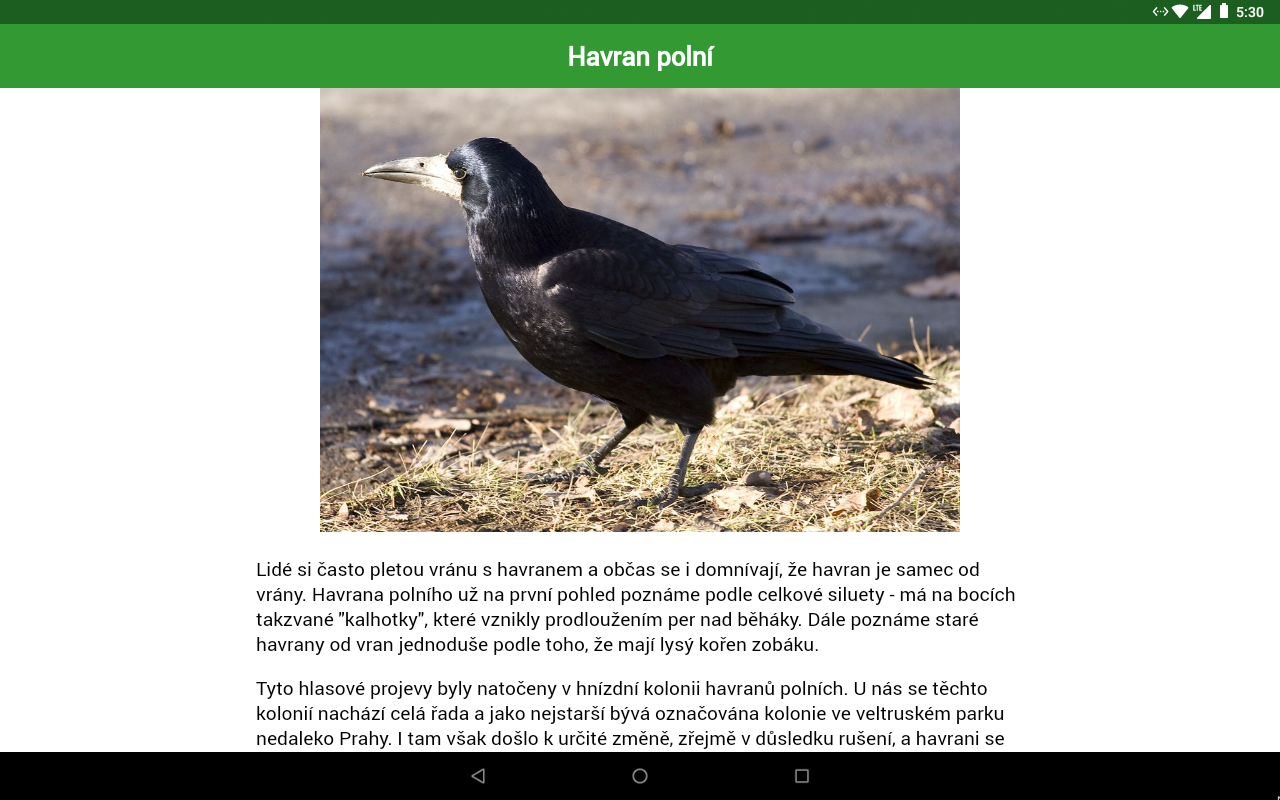 LTE 5:30
Havran polní
Lidé si často pletou vránu s havranem a občas se i domnívají, že havran je samec od
vrány. Havrana polního už na první pohled poznáme podle celkové siluety - má na bocích
takzvané "kalhotky", které vznikly prodloužením per nad běháky. Dále poznáme staré
havrany od vran jednoduše podle toho, že mají lysý kořen zobáku.
Tyto hlasové projevy byly natočeny v hnízdní kolonii havranů polních. U nás se těchto
kolonií nachází celá řada a jako nejstarší bývá označována kolonie ve veltruském parku
nedaleko Prahy. I tam však došlo k určité změně, zřejmě v důsledku rušení, a havrani se